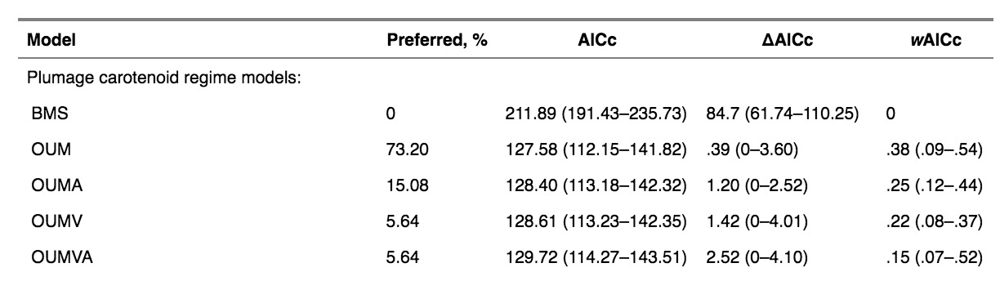 Model Preferred, % AICc ΔAICc wAICc
Plumage carotenoid regime models:
BMS 0 211.89 (191.43–235.73) 84.7 (61.74–110.25) 0
OUM 73.20 127.58 (112.15–141.82) .39 (0–3.60) .38 (.09–.54)
OUMA 15.08 128.40 (113.18–142.32) 1.20 (0–2.52) .25 (.12–.44)
OUMV 5.64 128.61 (113.23–142.35) 1.42 (0–4.01) .22 (.08–.37)
OUMVA 5.64 129.72 (114.27–143.51) 2.52 (0–4.10) .15 (.07–.52)